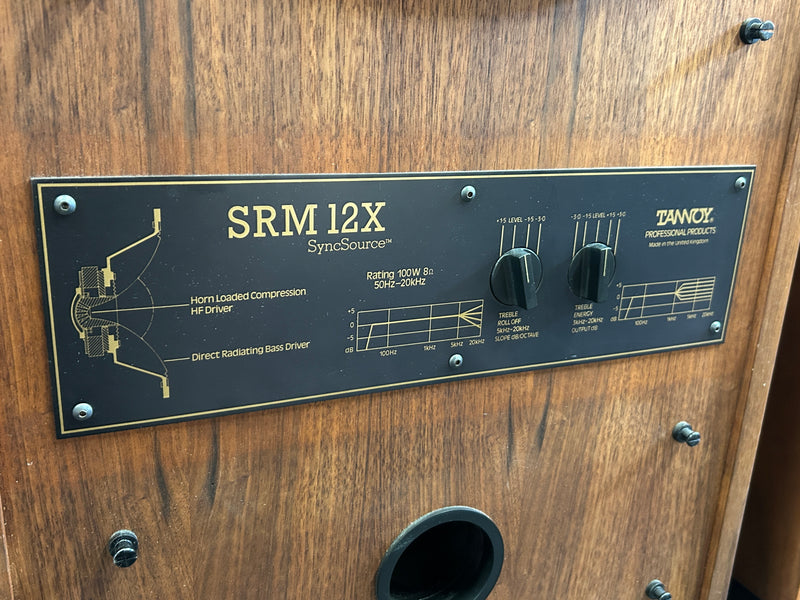 SRM 12X
SyncSource™
Horn Loaded Compression
HF Driver
Direct Radiating Bass Driver
Rating 100W 8Ω
50Hz–20kHz
+5
0
-5
dB
100Hz
1kHz
5kHz
20kHz
+1·5 LEVEL -1·5 -3·0
TREBLE
ROLL OFF
5kHz–20kHz
SLOPE dB/OCTAVE
-3·0 -1·5 LEVEL +1·5 +3·0
TREBLE
ENERGY
1kHz–20kHz
OUTPUT dB
TANNOY®
PROFESSIONAL PRODUCTS
Made in the United Kingdom
+5
0
-5
dB
100Hz
1kHz
5kHz
20kHz